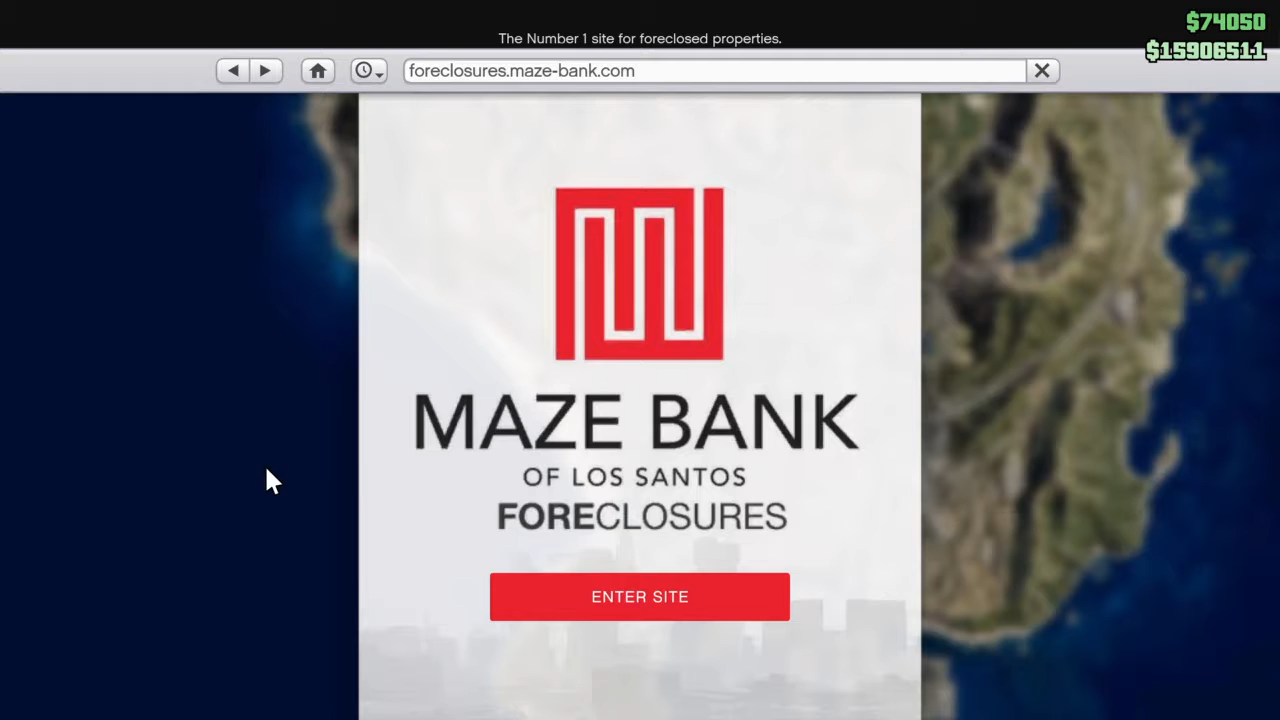 $74050
The Number 1 site for foreclosed properties.
$15906511
foreclosures.maze-bank.com
MAZE BANK
OF LOS SANTOS
FORECLOSURES
ENTER SITE